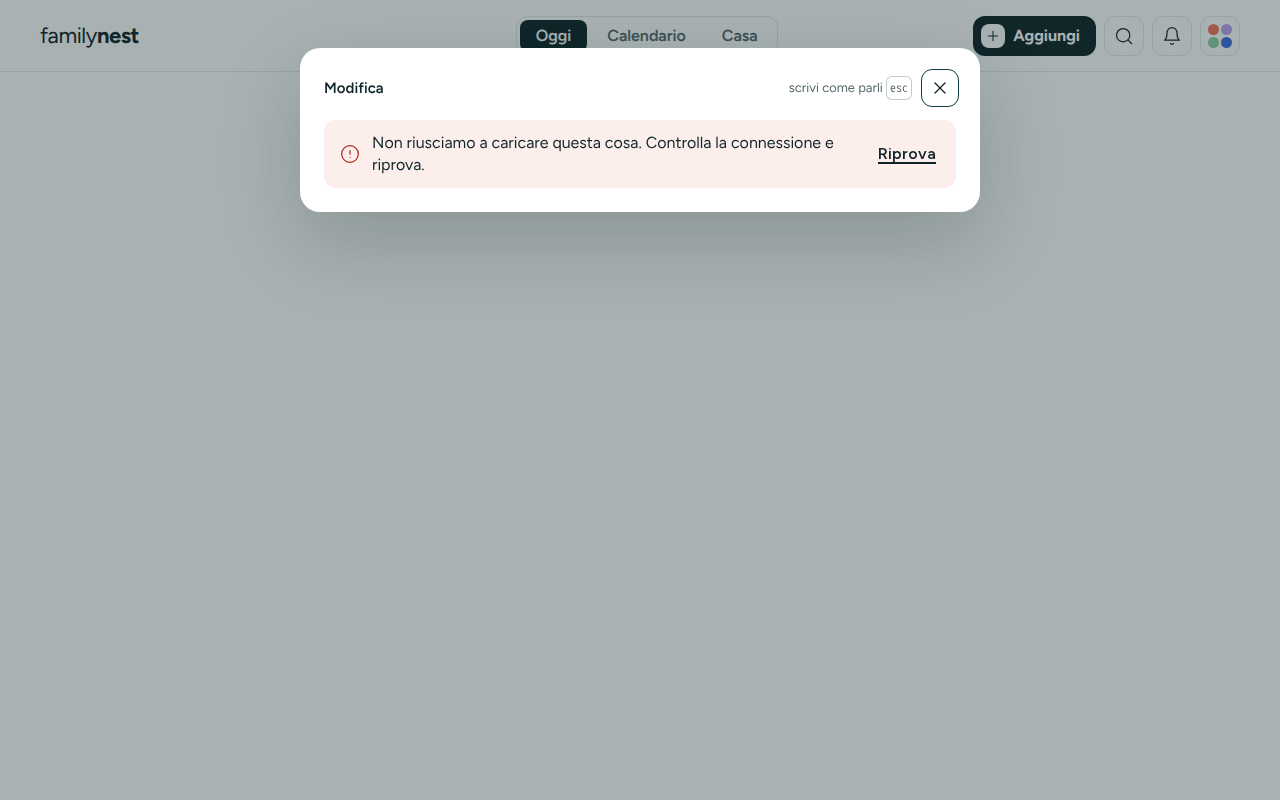 familynest
Oggi
Calendario
Casa
Aggiungi
Modifica
scrivi come parli esc
Non riusciamo a caricare questa cosa. Controlla la connessione e
riprova.
Riprova